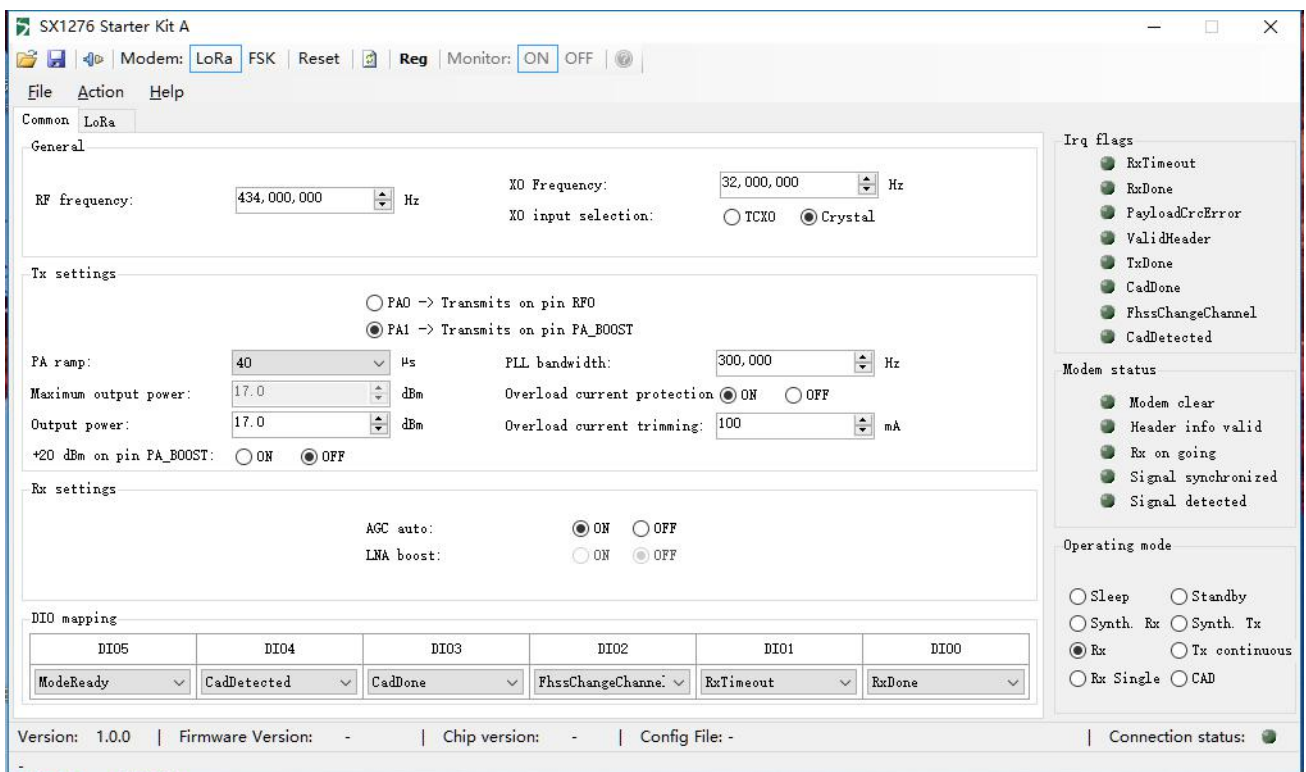 SX1276 Starter Kit A
Modem: LoRa FSK Reset Reg Monitor: ON OFF
File Action Help
Common LoRa
General
RF frequency: 434,000,000 Hz
XO Frequency: 32,000,000 Hz
XO input selection: TCXO Crystal
Tx settings
PA0 -> Transmits on pin RFO
PA1 -> Transmits on pin PA_BOOST
PA ramp: 40 µs PLL bandwidth: 300,000 Hz
Maximum output power: 17.0 dBm Overload current protection ON OFF
Output power: 17.0 dBm Overload current trimming: 100 mA
+20 dBm on pin PA_BOOST: ON OFF
Rx settings
AGC auto: ON OFF
LNA boost: ON OFF
DIO mapping
DIO5 DIO4 DIO3 DIO2 DIO1 DIO0
ModeReady CadDetected CadDone FhssChangeChannel RxTimeout RxDone
Irq flags
RxTimeout
RxDone
PayloadCrcError
ValidHeader
TxDone
CadDone
FhssChangeChannel
CadDetected
Modem status
Modem clear
Header info valid
Rx on going
Signal synchronized
Signal detected
Operating mode
Sleep Standby
Synth. Rx Synth. Tx
Rx Tx continuous
Rx Single CAD
Version: 1.0.0 | Firmware Version: - | Chip version: - | Config File: - | Connection status:
-